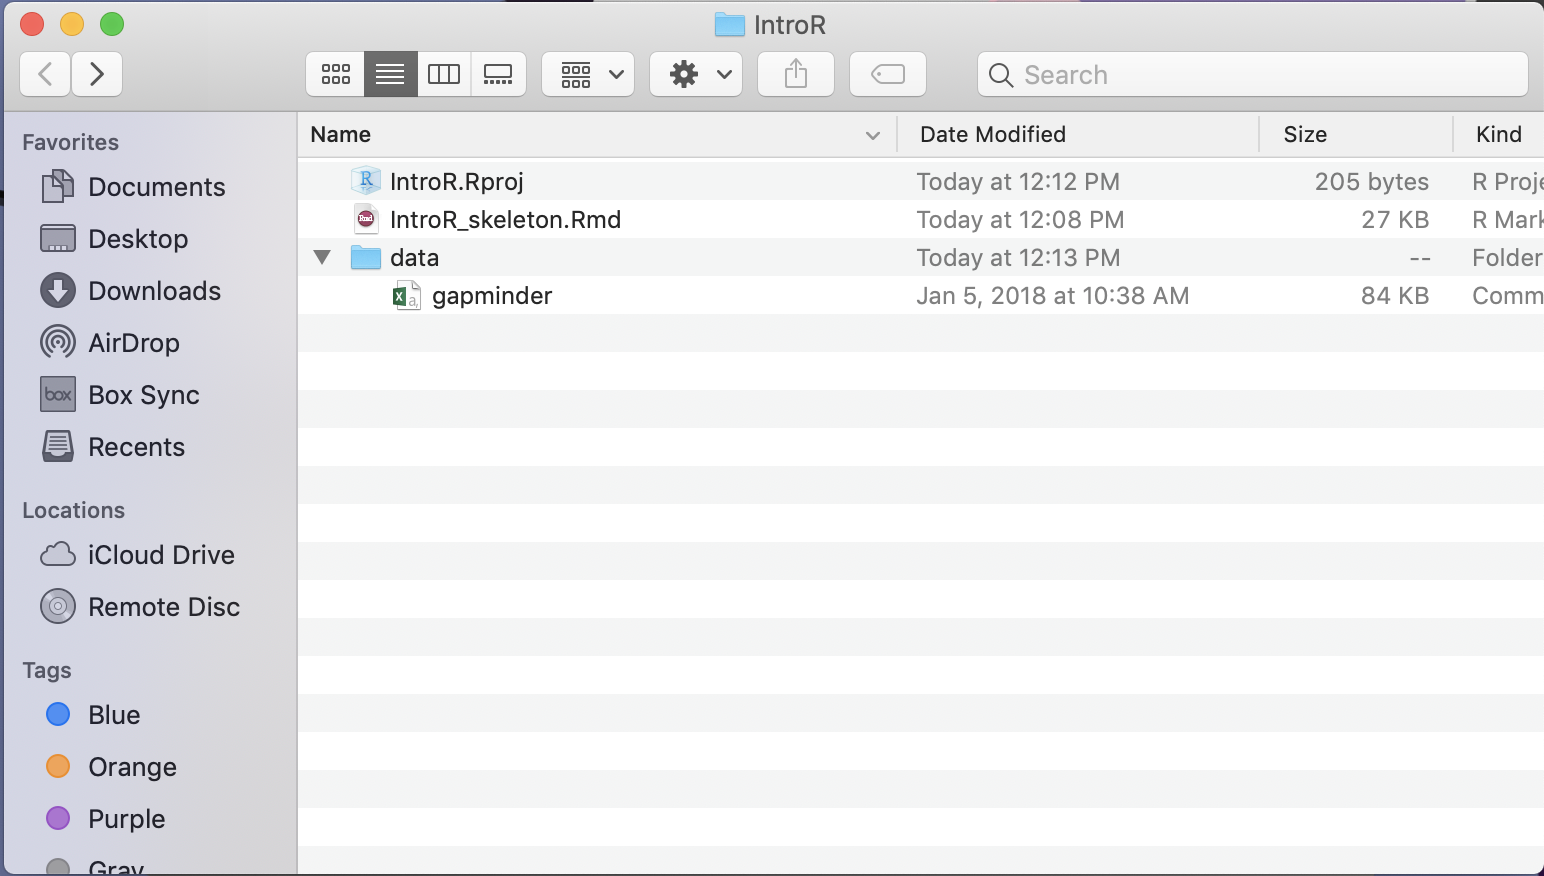 IntroR
Search
Favorites
Documents
Desktop
Downloads
AirDrop
box
Box Sync
Recents
Locations
iCloud Drive
Remote Disc
Tags
Blue
Orange
Purple
Gray
Name Date Modified Size Kind
R IntroR.Rproj Today at 12:12 PM 205 bytes R Proje
Rmd IntroR_skeleton.Rmd Today at 12:08 PM 27 KB R Mark
data Today at 12:13 PM -- Folder
X a, gapminder Jan 5, 2018 at 10:38 AM 84 KB Comm